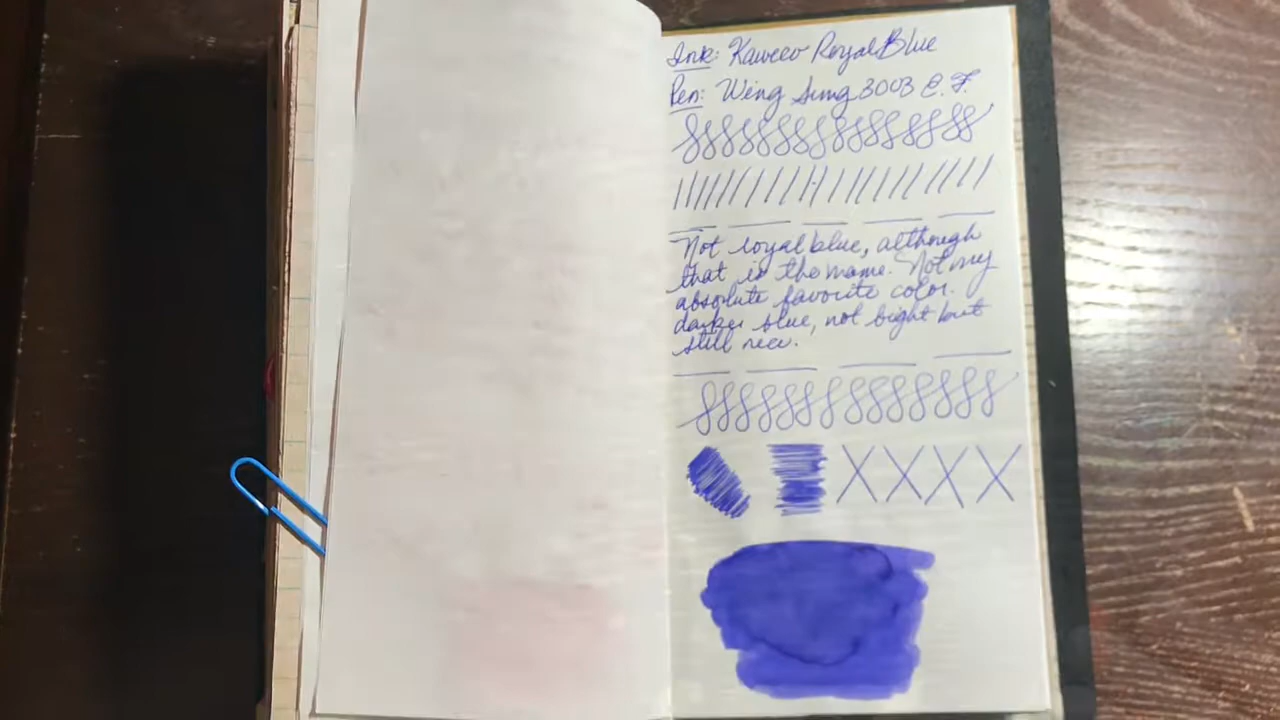 Ink: Kaweco Royal Blue
Pen: Wing Sung 3003 E.F.
Not royal blue, although
that is the name. Not my
absolute favorite color.
darker blue, not bright but
still nice.